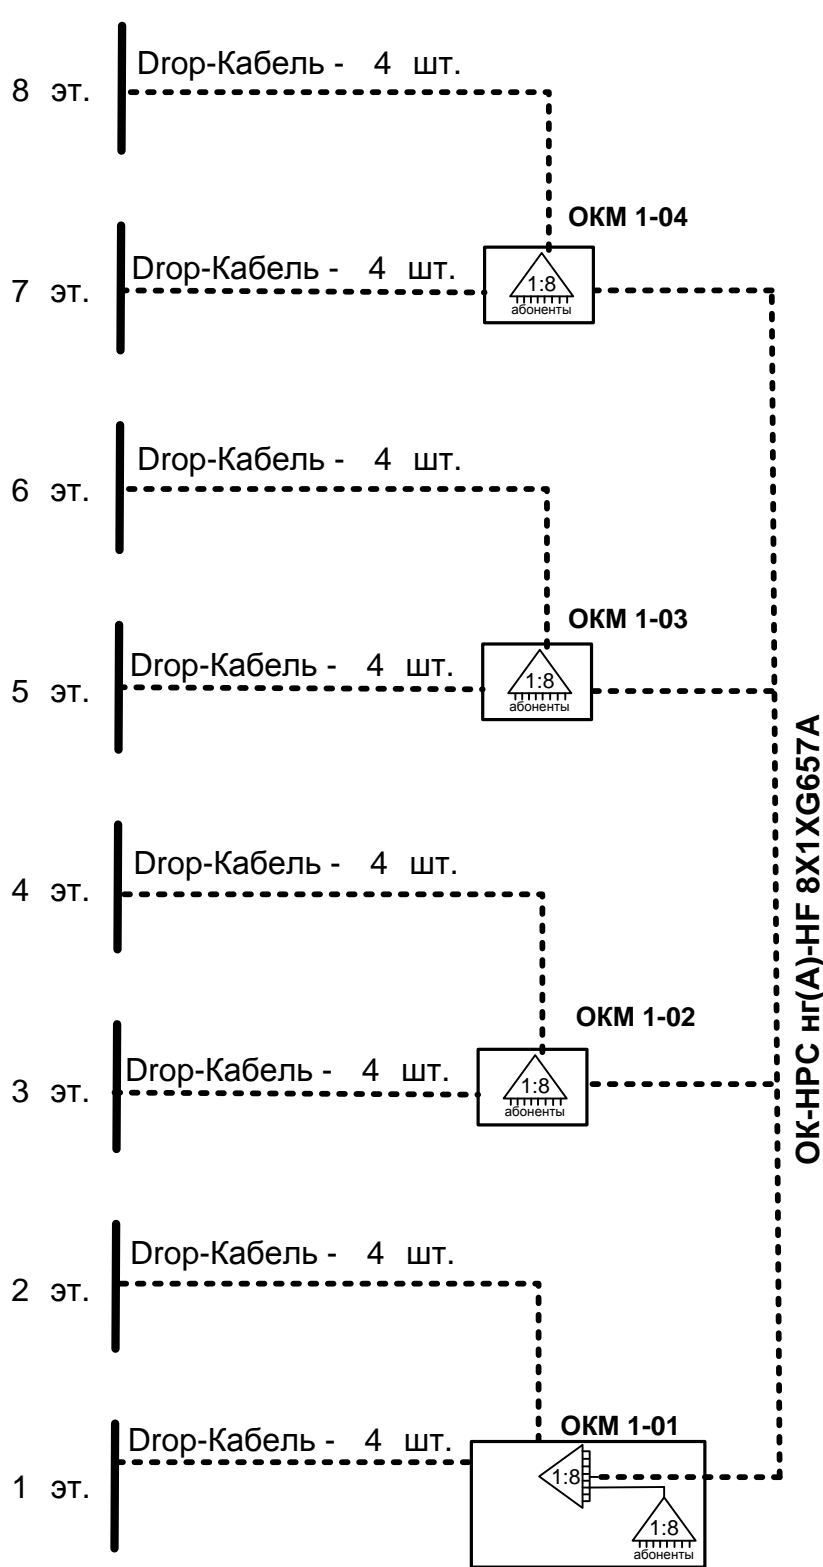 Drop-Кабель - 4 шт.
8 эт.
ОКМ 1-04
Drop-Кабель - 4 шт.
1:8
7 эт.
абоненты
Drop-Кабель - 4 шт.
6 эт.
ОКМ 1-03
Drop-Кабель - 4 шт.
1:8
5 эт.
абоненты
ОК-НРС нг(А)-HF 8X1XG657A
Drop-Кабель - 4 шт.
4 эт.
ОКМ 1-02
Drop-Кабель - 4 шт.
1:8
3 эт.
абоненты
Drop-Кабель - 4 шт.
2 эт.
ОКМ 1-01
Drop-Кабель - 4 шт.
1:8
1 эт.
1:8
абоненты